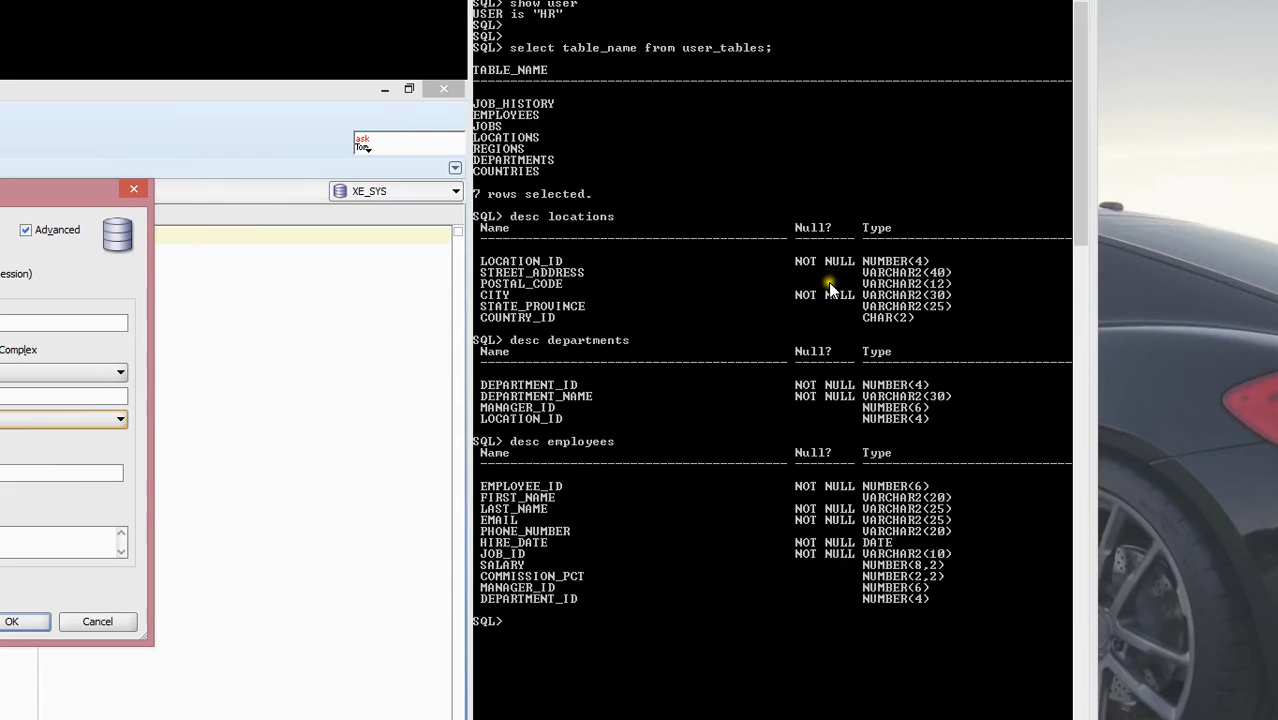 SQL> show user
USER is "HR"
SQL>
SQL>
SQL> select table_name from user_tables;
TABLE_NAME
JOB_HISTORY
EMPLOYEES
JOBS
LOCATIONS
REGIONS
DEPARTMENTS
COUNTRIES
7 rows selected.
SQL> desc locations
Name Null? Type
LOCATION_ID NOT NULL NUMBER(4)
STREET_ADDRESS VARCHAR2(40)
POSTAL_CODE VARCHAR2(12)
CITY NOT NULL VARCHAR2(30)
STATE_PROVINCE VARCHAR2(25)
COUNTRY_ID CHAR(2)
SQL> desc departments
Name Null? Type
DEPARTMENT_ID NOT NULL NUMBER(4)
DEPARTMENT_NAME NOT NULL VARCHAR2(30)
MANAGER_ID NUMBER(6)
LOCATION_ID NUMBER(4)
SQL> desc employees
Name Null? Type
EMPLOYEE_ID NOT NULL NUMBER(6)
FIRST_NAME VARCHAR2(20)
LAST_NAME NOT NULL VARCHAR2(25)
EMAIL NOT NULL VARCHAR2(25)
PHONE_NUMBER VARCHAR2(20)
HIRE_DATE NOT NULL DATE
JOB_ID NOT NULL VARCHAR2(10)
SALARY NUMBER(8,2)
COMMISSION_PCT NUMBER(2,2)
MANAGER_ID NUMBER(6)
DEPARTMENT_ID NUMBER(4)
SQL>
ask
Tom
XE_SYS
Advanced
ession)
Complex
OK Cancel